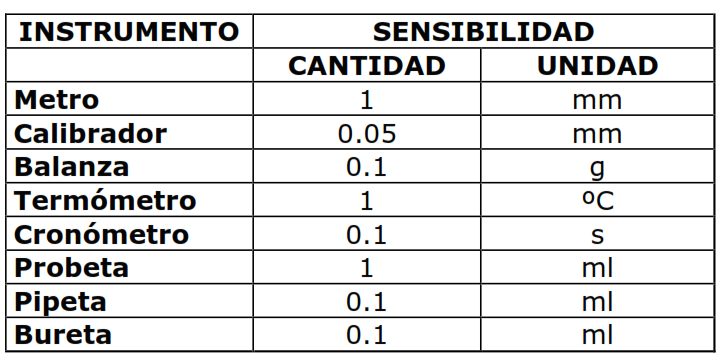 INSTRUMENTO SENSIBILIDAD
CANTIDAD UNIDAD
Metro 1 mm
Calibrador 0.05 mm
Balanza 0.1 g
Termómetro 1 ºC
Cronómetro 0.1 s
Probeta 1 ml
Pipeta 0.1 ml
Bureta 0.1 ml